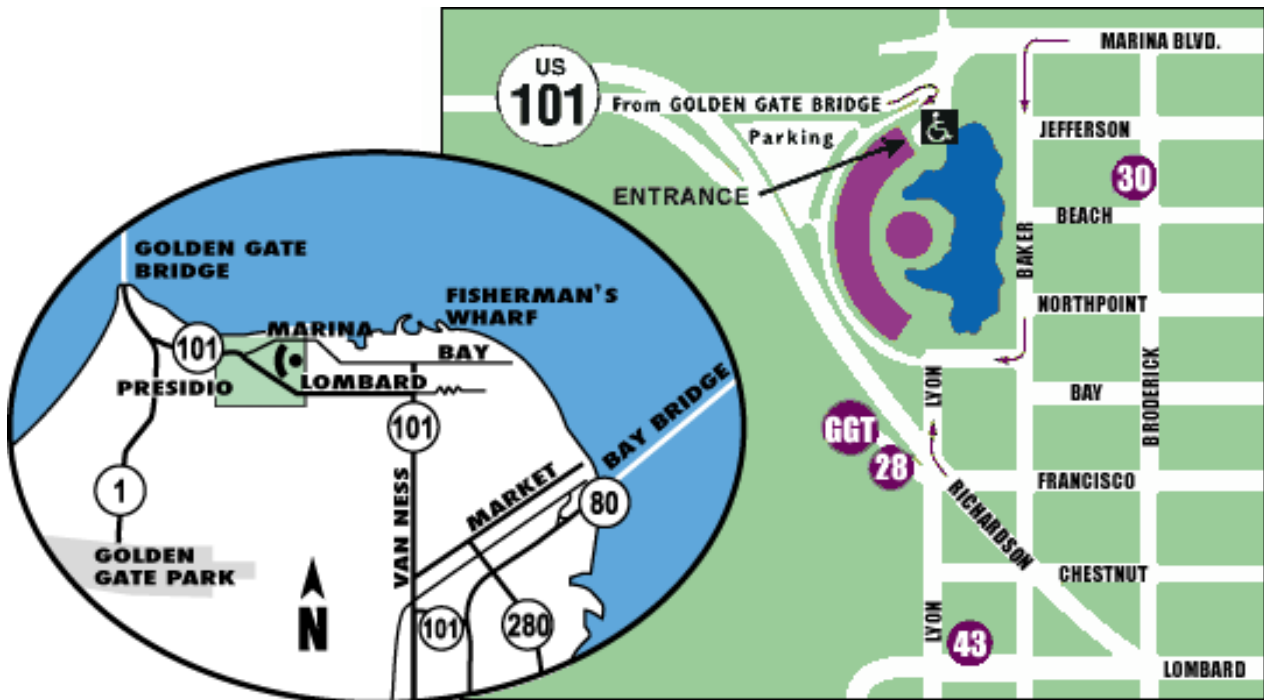 US
101
From GOLDEN GATE BRIDGE
Parking
ENTRANCE
MARINA BLVD.
JEFFERSON
30
BEACH
BAKER
NORTHPOINT
LYON
BAY
BRODERICK
GGT
28
FRANCISCO
RICHARDSON
CHESTNUT
LYON
43
LOMBARD
GOLDEN GATE
BRIDGE
FISHERMAN'S
WHARF
MARINA
101
BAY
PRESIDIO
LOMBARD
101
BAY BRIDGE
1
VAN NESS
MARKET
80
GOLDEN
GATE PARK
N
101
280